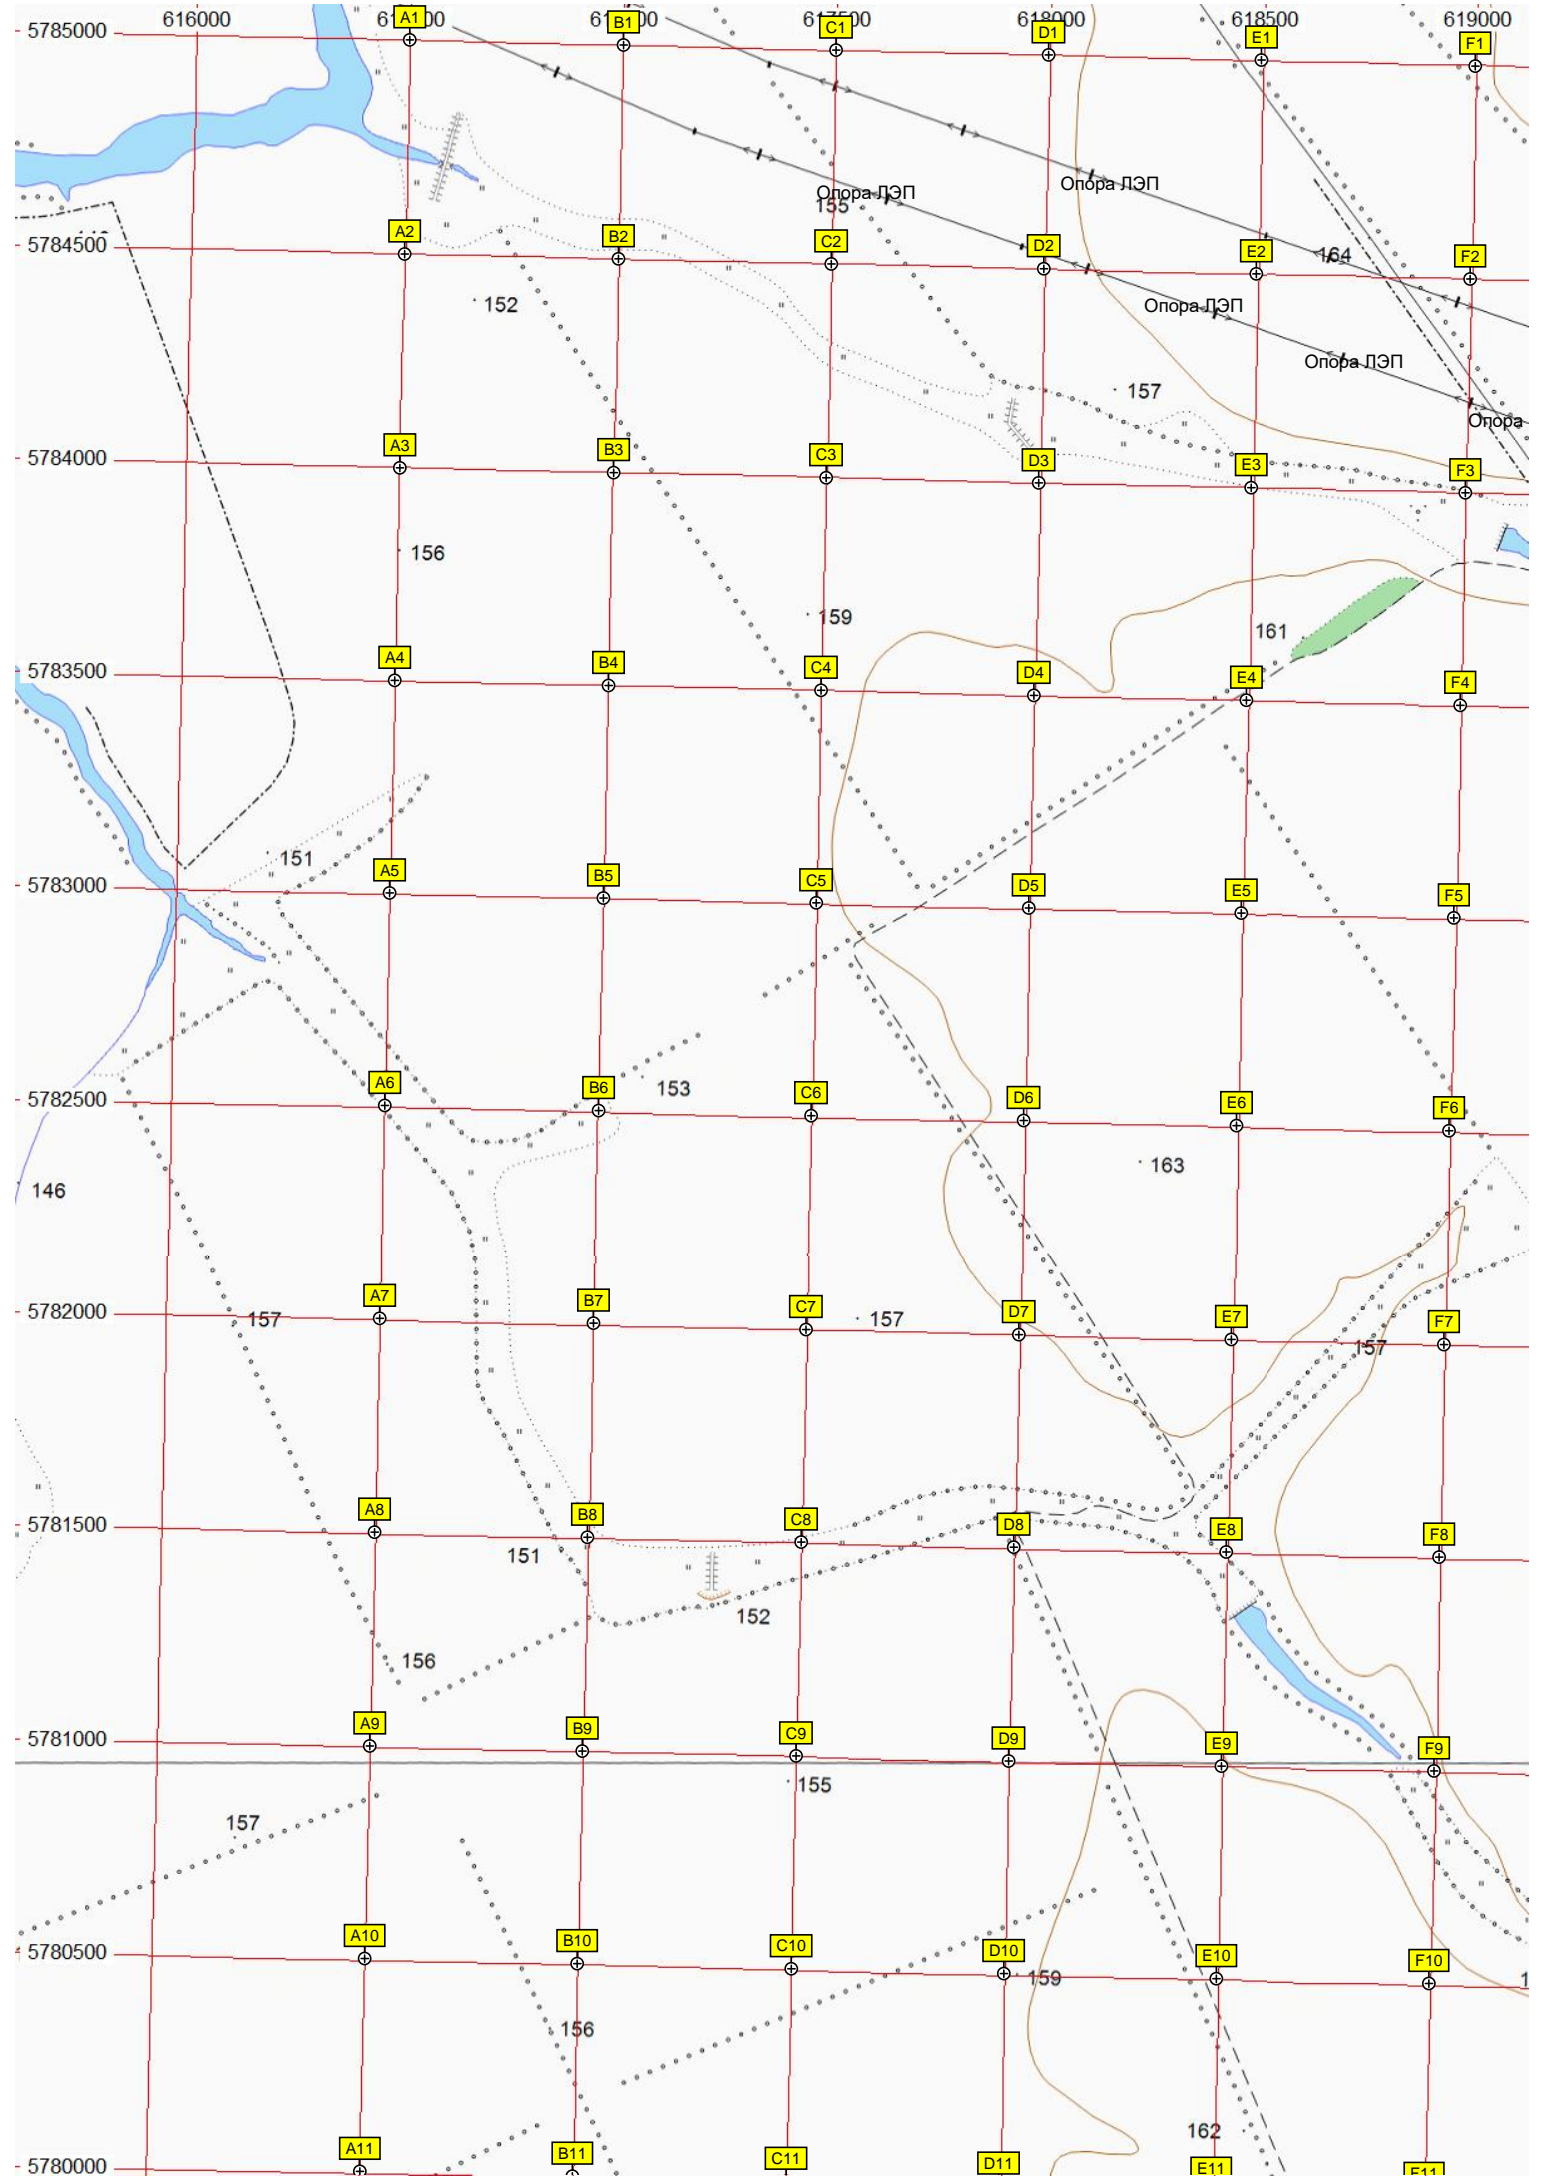 616000 618000 618500 619000
5785000 A1 B1 C1 D1 E1 F1
Опора ЛЭП
Опора ЛЭП
155
5784500 A2 B2 C2 D2 E2 F2
164
152
Опора ЛЭП
Опора ЛЭП
157
Опора
5784000 A3 B3 C3 D3 E3 F3
156
159
161
5783500 A4 B4 C4 D4 E4 F4
151
5783000 A5 B5 C5 D5 E5 F5
153
5782500 A6 B6 C6 D6 E6 F6
163
146
5782000 A7 B7 C7 D7 E7 F7
157 157 157
5781500 A8 B8 C8 D8 E8 F8
151
152
156
5781000 A9 B9 C9 D9 E9 F9
155
157
5780500 A10 B10 C10 D10 E10 F10
159
156
162
5780000 A11 B11 C11 D11 E11 F11